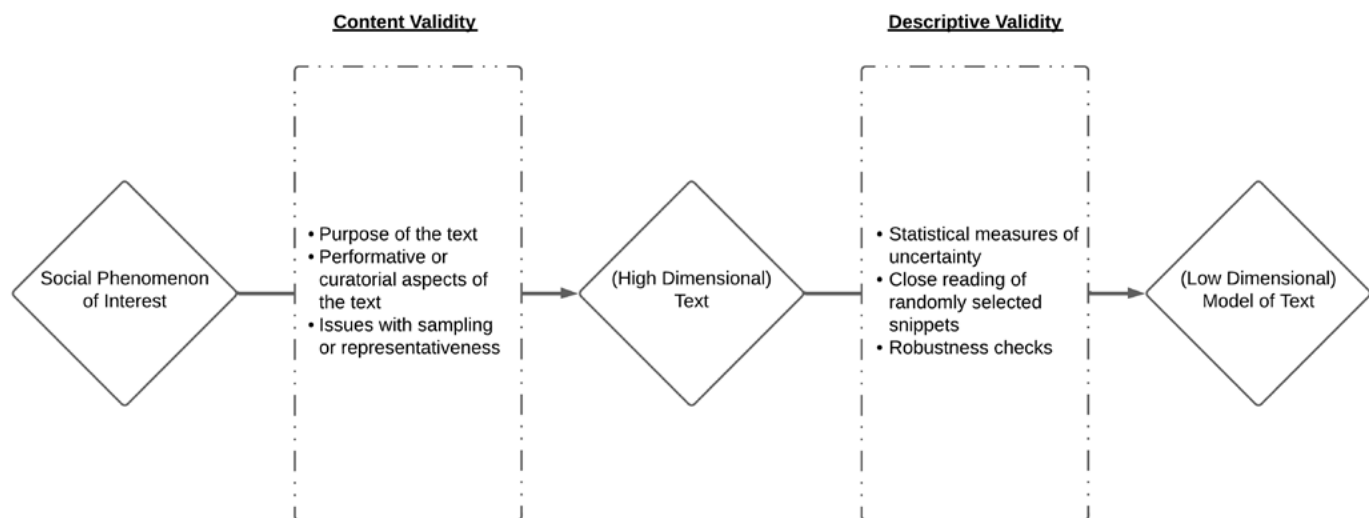 Content Validity
Descriptive Validity
Social Phenomenon
of Interest
• Purpose of the text
• Performative or
curatorial aspects of
the text
• Issues with sampling
or representativeness
(High Dimensional)
Text
• Statistical measures of
uncertainty
• Close reading of
randomly selected
snippets
• Robustness checks
(Low Dimensional)
Model of Text